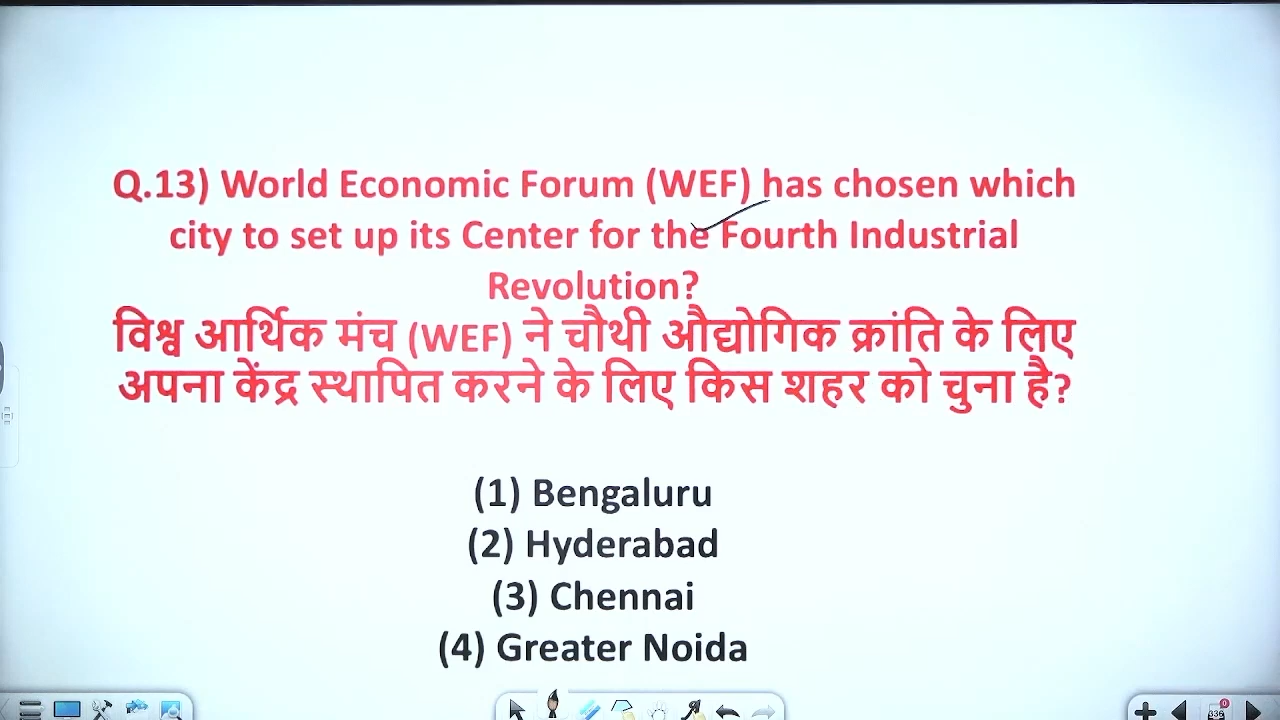 Q.13) World Economic Forum (WEF) has chosen which
city to set up its Center for the Fourth Industrial
Revolution?
विश्व आर्थिक मंच (WEF) ने चौथी औद्योगिक क्रांति के लिए
अपना केंद्र स्थापित करने के लिए किस शहर को चुना है?
(1) Bengaluru
(2) Hyderabad
(3) Chennai
(4) Greater Noida